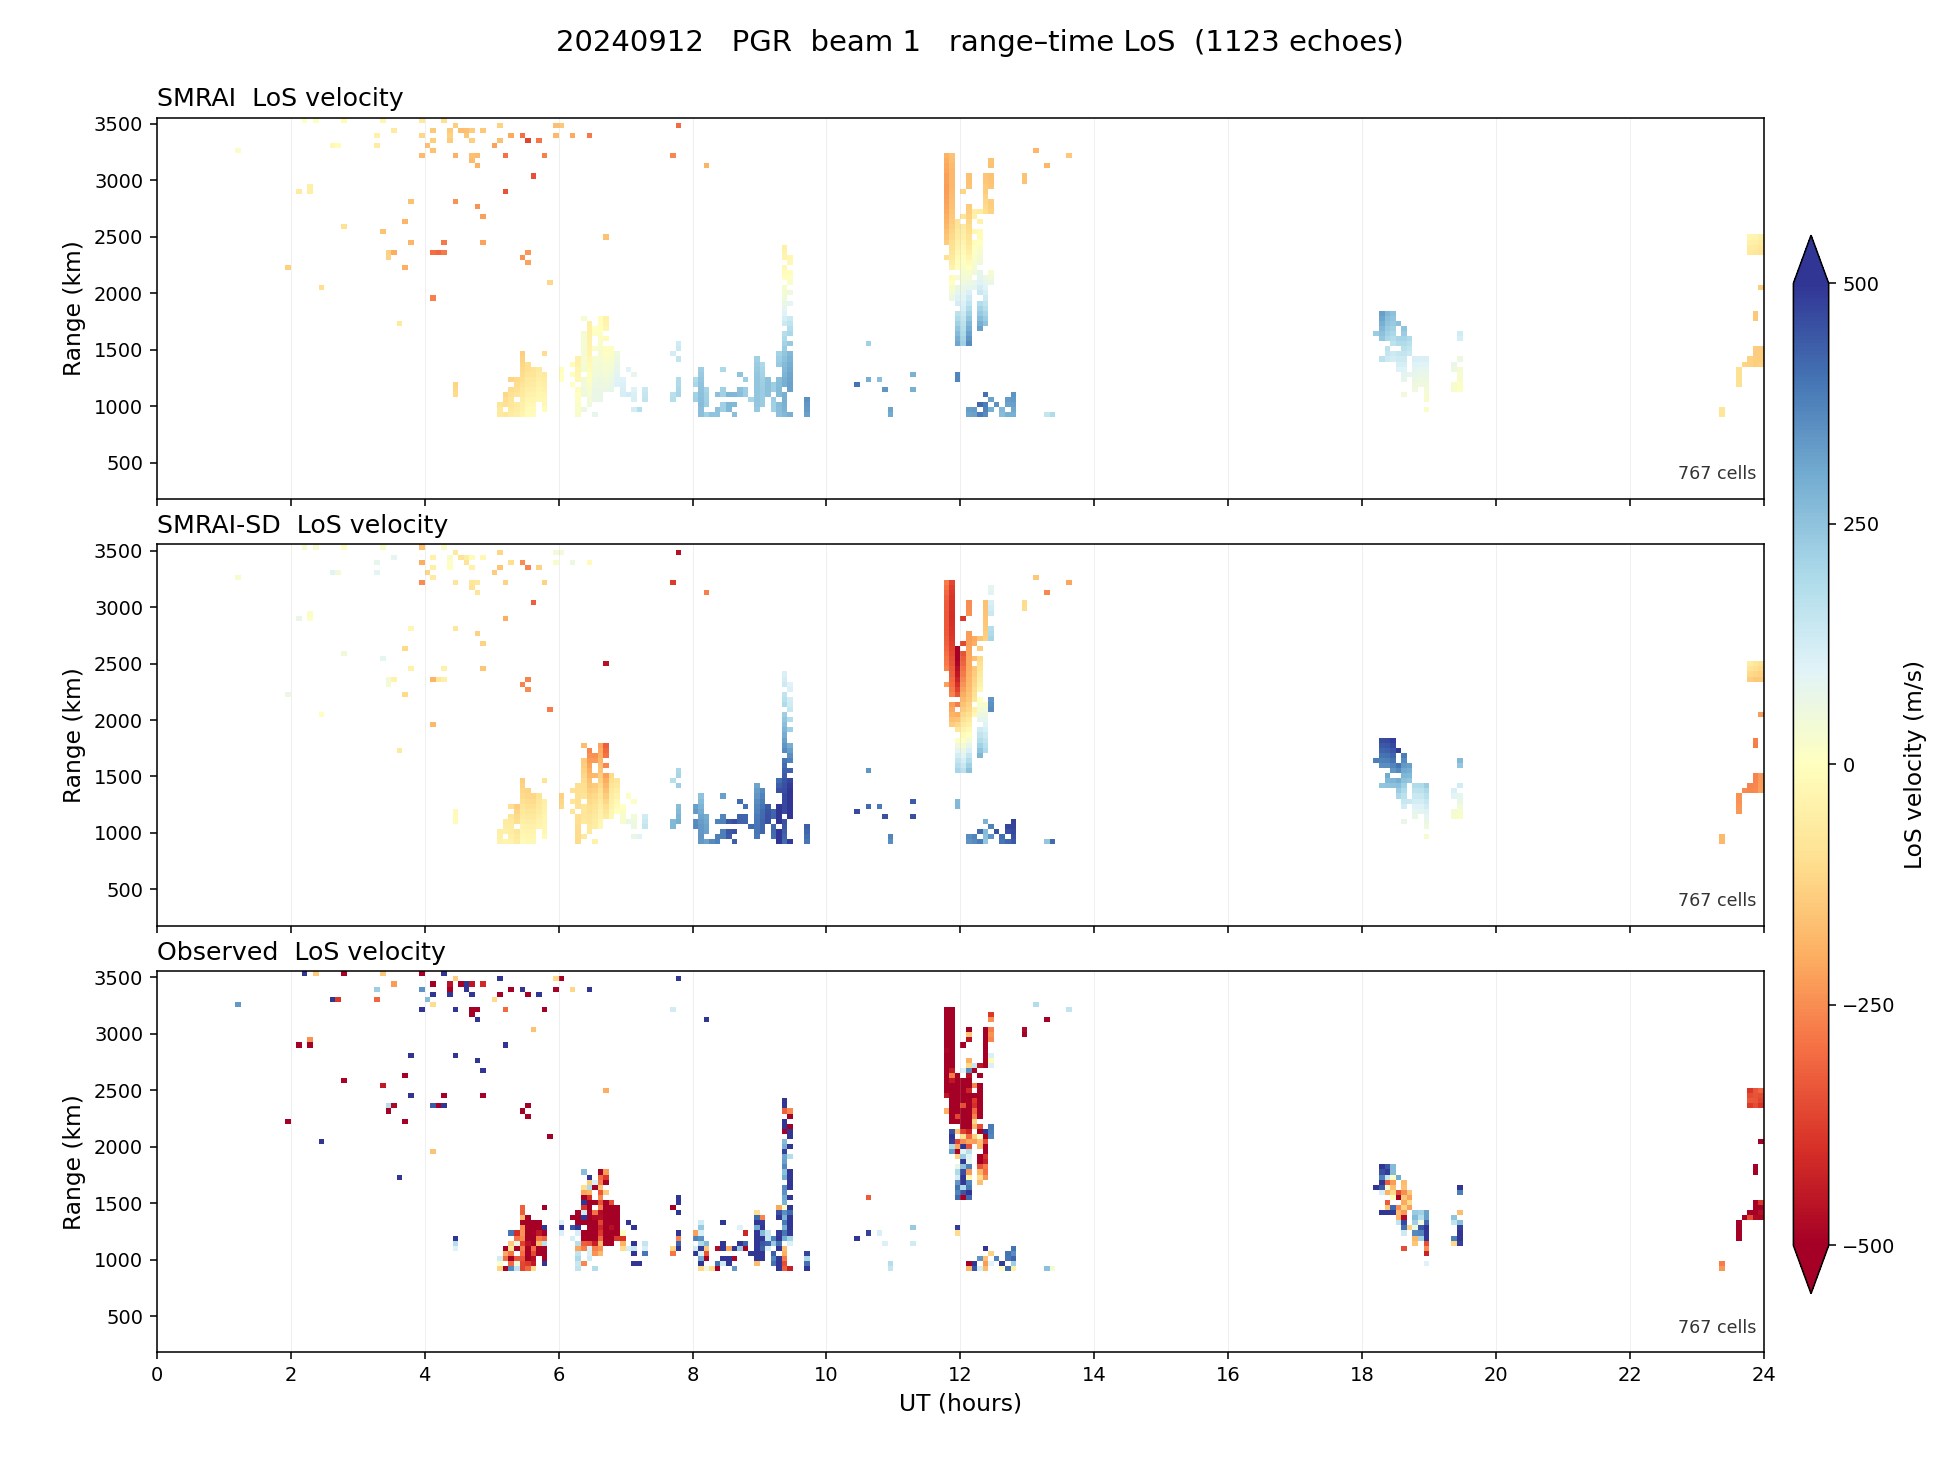 20240912   PGR  beam 1   range–time LoS  (1123 echoes)
SMRAI  LoS velocity
3500
3000
2500
2000
1500
1000
500
Range (km)
767 cells
SMRAI-SD  LoS velocity
3500
3000
2500
2000
1500
1000
500
Range (km)
767 cells
Observed  LoS velocity
3500
3000
2500
2000
1500
1000
500
Range (km)
767 cells
0 2 4 6 8 10 12 14 16 18 20 22 24
UT (hours)
500
250
0
−250
−500
LoS velocity (m/s)